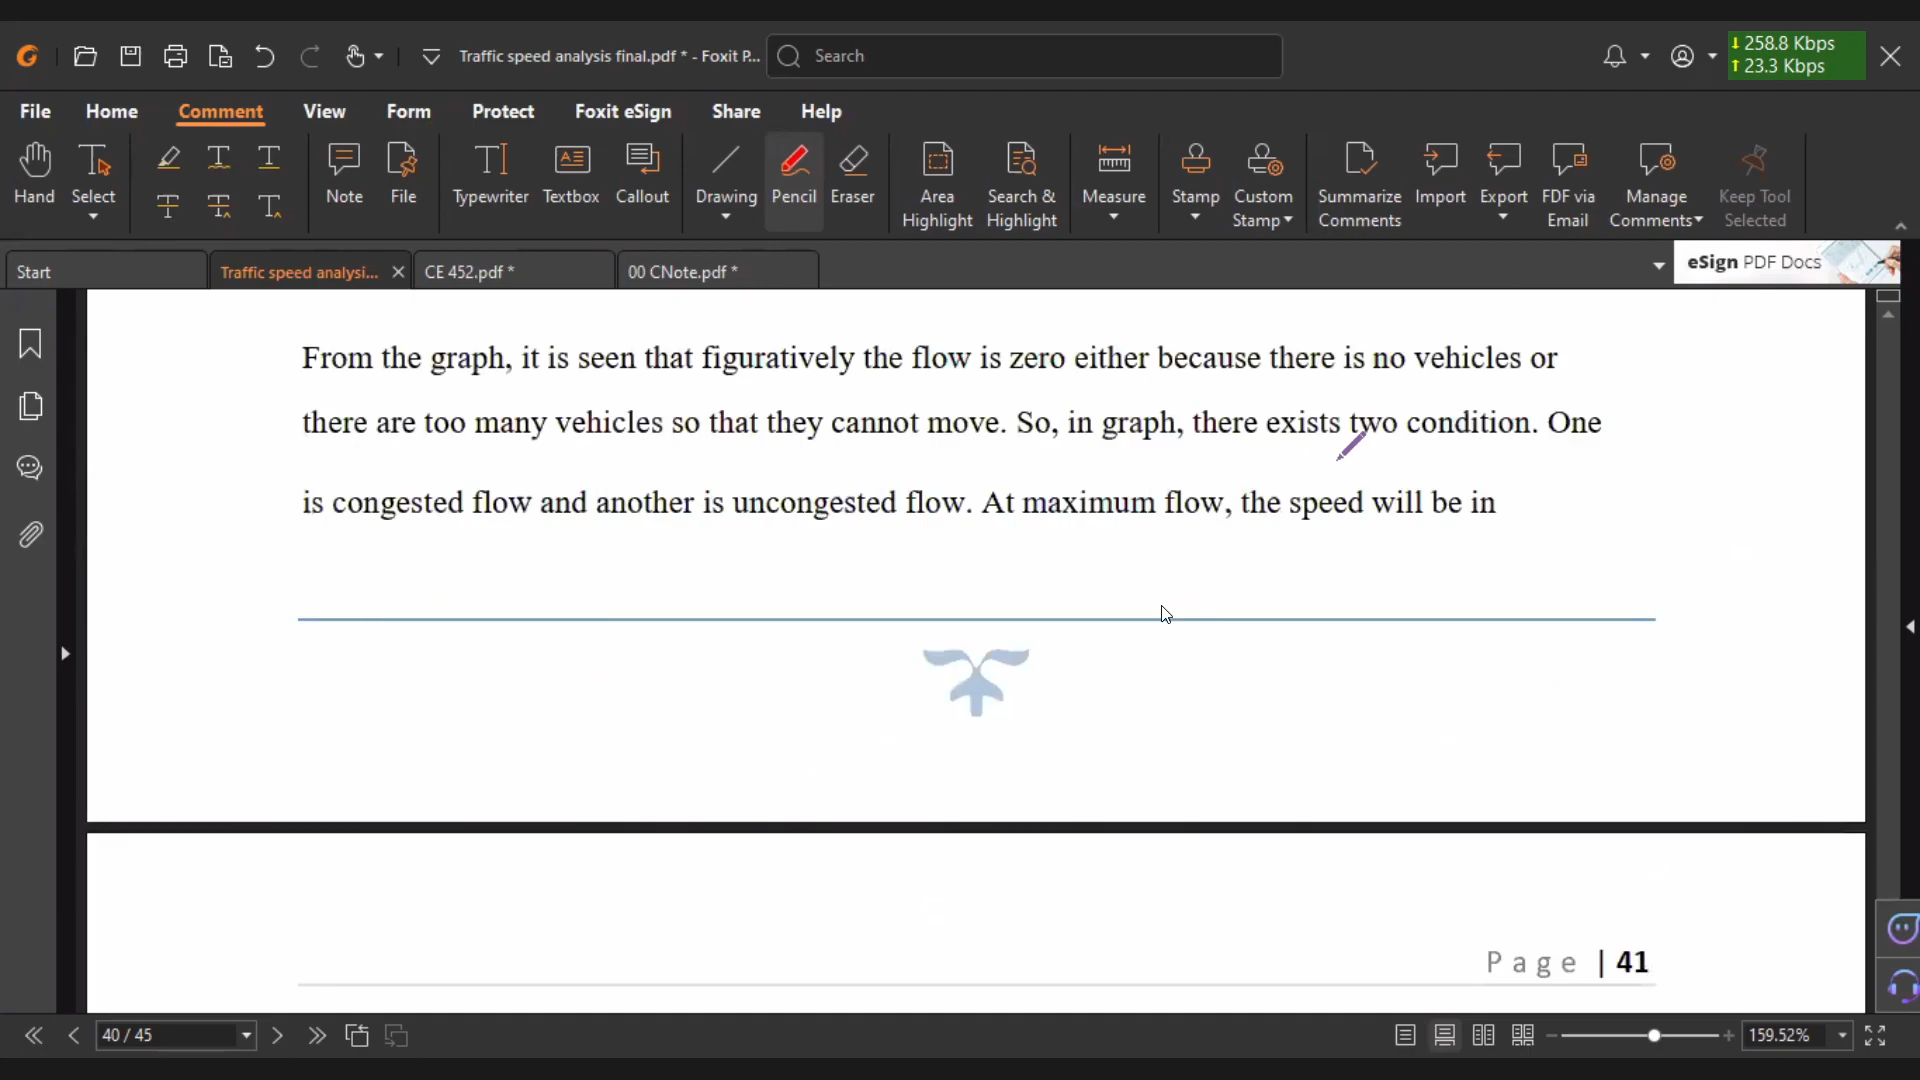 Traffic speed analysis final.pdf * - Foxit P...
Search
258.8 Kbps
23.3 Kbps
File Home Comment View Form Protect Foxit eSign Share Help
Hand Select Note File Typewriter Textbox Callout Drawing Pencil Eraser Area Highlight Search & Highlight Measure Stamp Custom Stamp Summarize Comments Import Export FDF via Email Manage Comments Keep Tool Selected
Start Traffic speed analysi... CE 452.pdf * 00 CNote.pdf * eSign PDF Docs
From the graph, it is seen that figuratively the flow is zero either because there is no vehicles or
there are too many vehicles so that they cannot move. So, in graph, there exists two condition. One
is congested flow and another is uncongested flow. At maximum flow, the speed will be in
Page | 41
40 / 45
159.52%